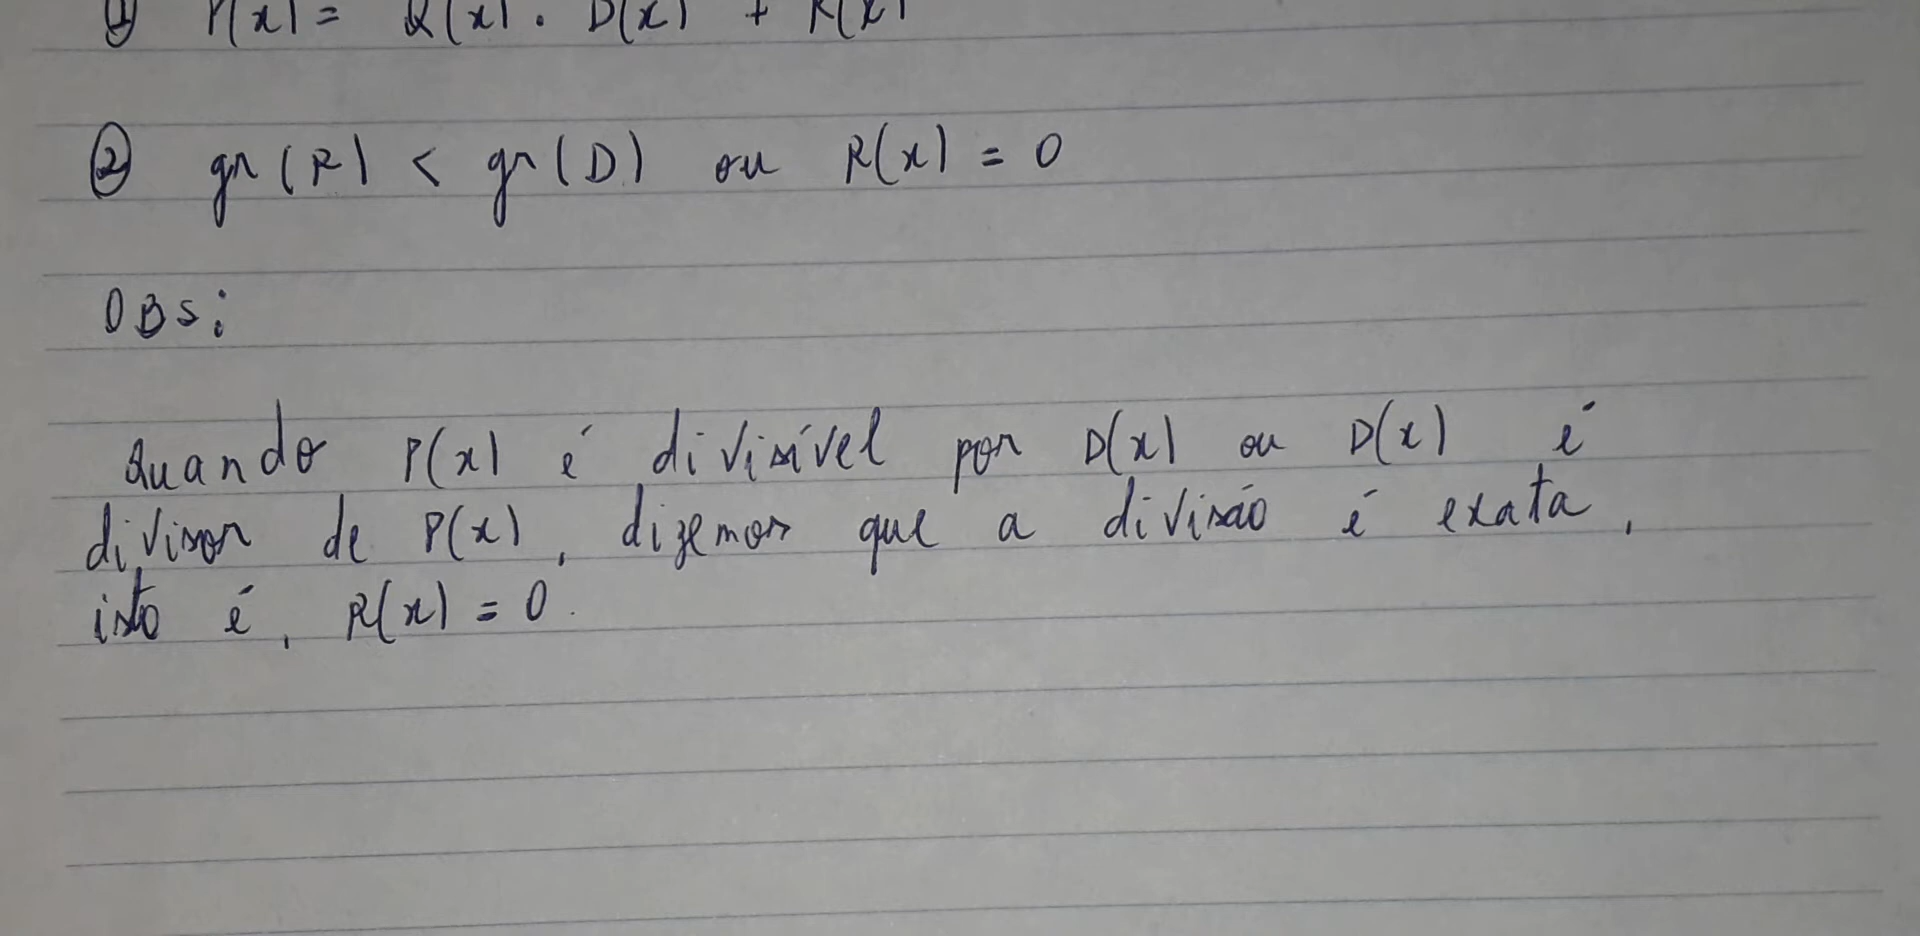 ① P(x) = Q(x) . D(x) + R(x)
② gr(R) < gr(D) ou R(x) = 0
OBS:
Quando P(x) é divisível por D(x) ou D(x) é
divisor de P(x), dizemos que a divisão é exata,
isto é, R(x) = 0.